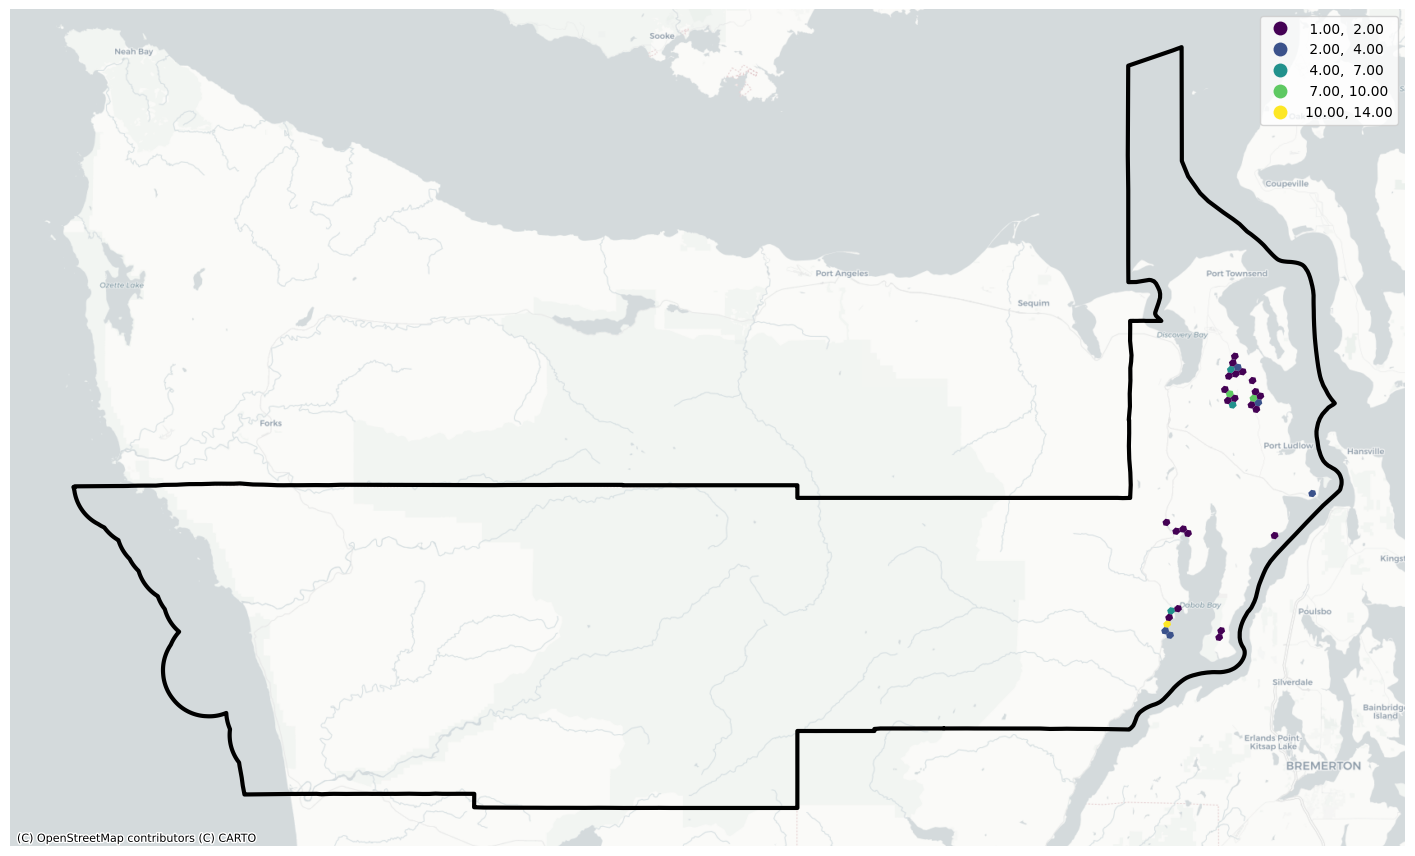 1.00, 2.00
2.00, 4.00
4.00, 7.00
7.00, 10.00
10.00, 14.00
Sooke
Neah Bay
Coupeville
Port Angeles
Port Townsend
Ozette Lake
Sequim
Discovery Bay
Forks
Port Ludlow
Hansville
Kings
Dabob Bay
Poulsbo
Silverdale
Bainbridge
Island
Erlands Point-
Kitsap Lake
BREMERTON
(C) OpenStreetMap contributors (C) CARTO